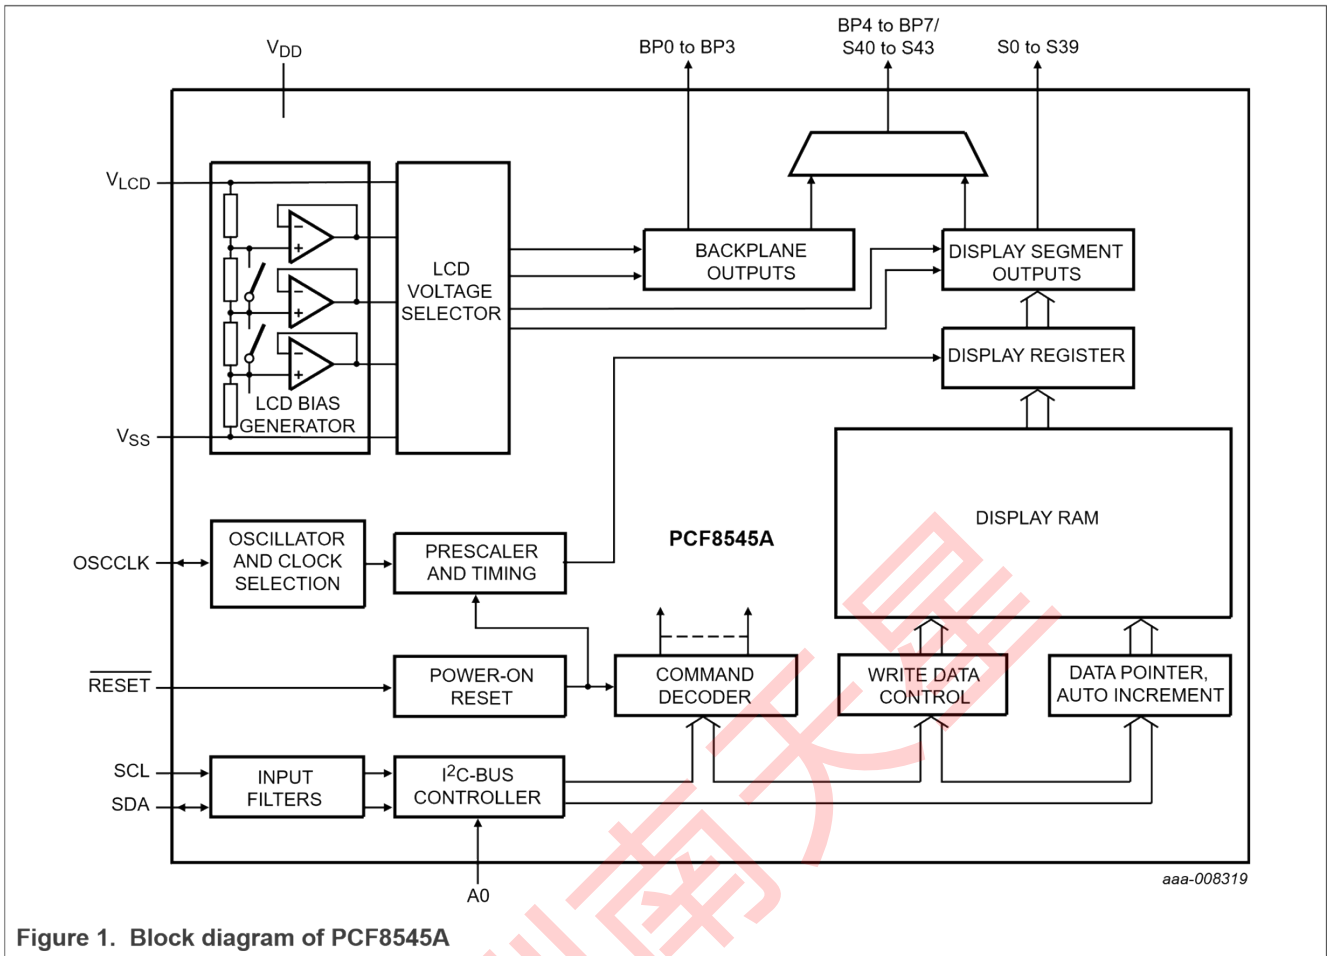 VDD
BP0 to BP3
BP4 to BP7/
S40 to S43
S0 to S39
VLCD
LCD BIAS
GENERATOR
VSS
LCD
VOLTAGE
SELECTOR
BACKPLANE
OUTPUTS
DISPLAY SEGMENT
OUTPUTS
DISPLAY REGISTER
DISPLAY RAM
PCF8545A
OSCCLK
OSCILLATOR
AND CLOCK
SELECTION
PRESCALER
AND TIMING
RESET
POWER-ON
RESET
COMMAND
DECODER
WRITE DATA
CONTROL
DATA POINTER,
AUTO INCREMENT
SCL
SDA
INPUT
FILTERS
I2C-BUS
CONTROLLER
A0
aaa-008319
Figure 1. Block diagram of PCF8545A
南天星